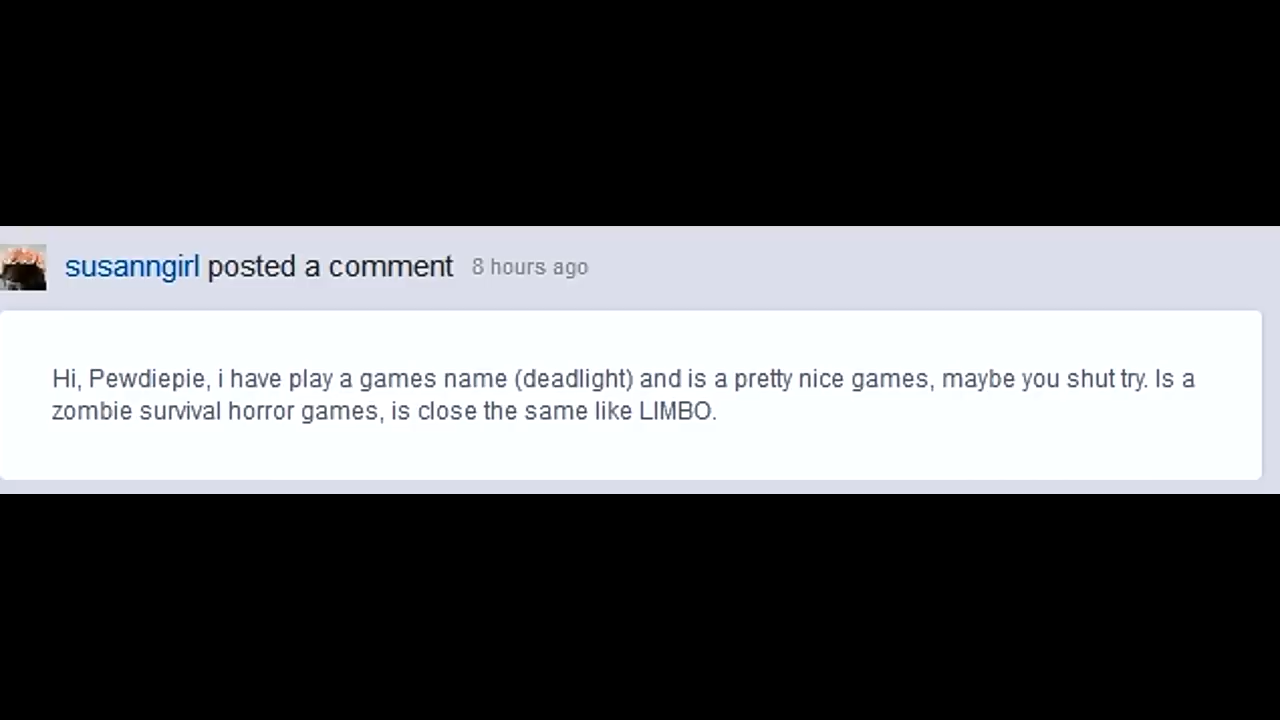 susanngirl posted a comment 8 hours ago
Hi, Pewdiepie, i have play a games name (deadlight) and is a pretty nice games, maybe you shut try. Is a
zombie survival horror games, is close the same like LIMBO.